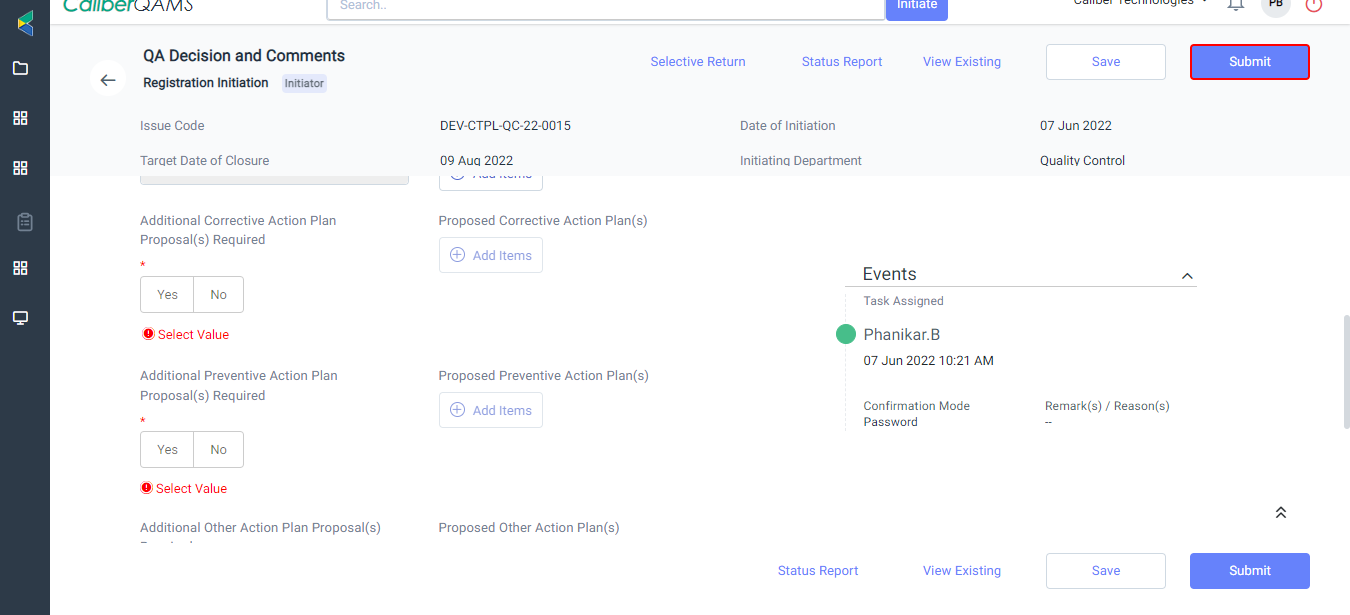 CaliberQAMS
Search..
Initiate
Caliber Technologies
PB
QA Decision and Comments
Registration Initiation Initiator
Selective Return Status Report View Existing Save Submit
Issue Code DEV-CTPL-QC-22-0015 Date of Initiation 07 Jun 2022
Target Date of Closure 09 Aug 2022 Initiating Department Quality Control
Add Items
Additional Corrective Action Plan
Proposal(s) Required
*
Yes No
Select Value
Proposed Corrective Action Plan(s)
Add Items
Additional Preventive Action Plan
Proposal(s) Required
*
Yes No
Select Value
Proposed Preventive Action Plan(s)
Add Items
Additional Other Action Plan Proposal(s)
Proposed Other Action Plan(s)
Events
Task Assigned
Phanikar.B
07 Jun 2022 10:21 AM
Confirmation Mode
Password
Remark(s) / Reason(s)
--
Status Report View Existing Save Submit